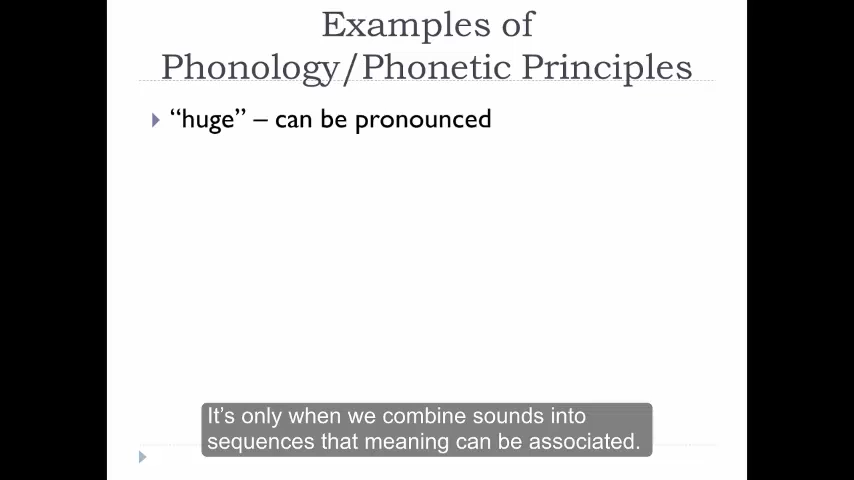 Examples of
Phonology/Phonetic Principles
“huge” – can be pronounced
It’s only when we combine sounds into
sequences that meaning can be associated.